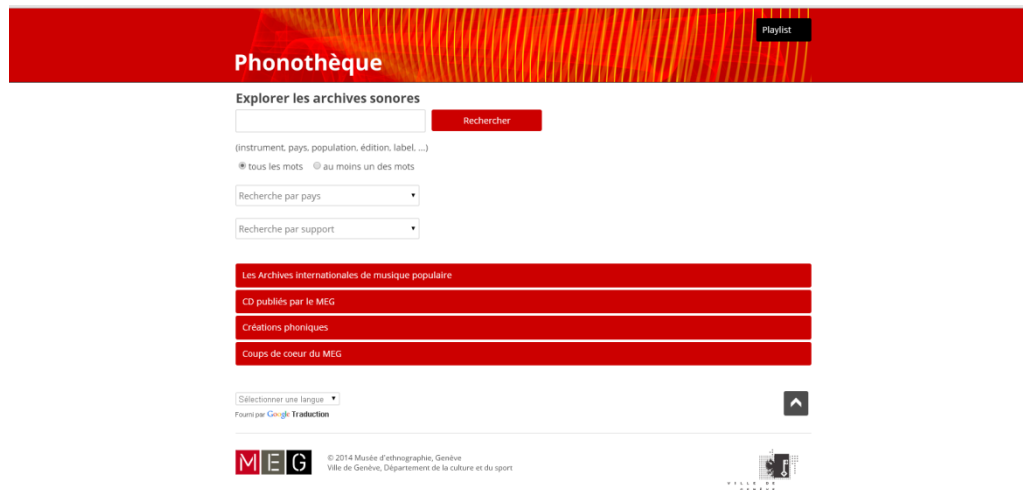 Playlist
Phonothèque
Explorer les archives sonores
Rechercher
(instrument, pays, population, édition, label, ...)
tous les mots au moins un des mots
Recherche par pays
Recherche par support
Les Archives internationales de musique populaire
CD publiés par le MEG
Créations phoniques
Coups de coeur du MEG
Sélectionner une langue
Fourni par Google Traduction
MEG
© 2014 Musée d'ethnographie, Genève
Ville de Genève, Département de la culture et du sport
VILLE DE
GENÈVE